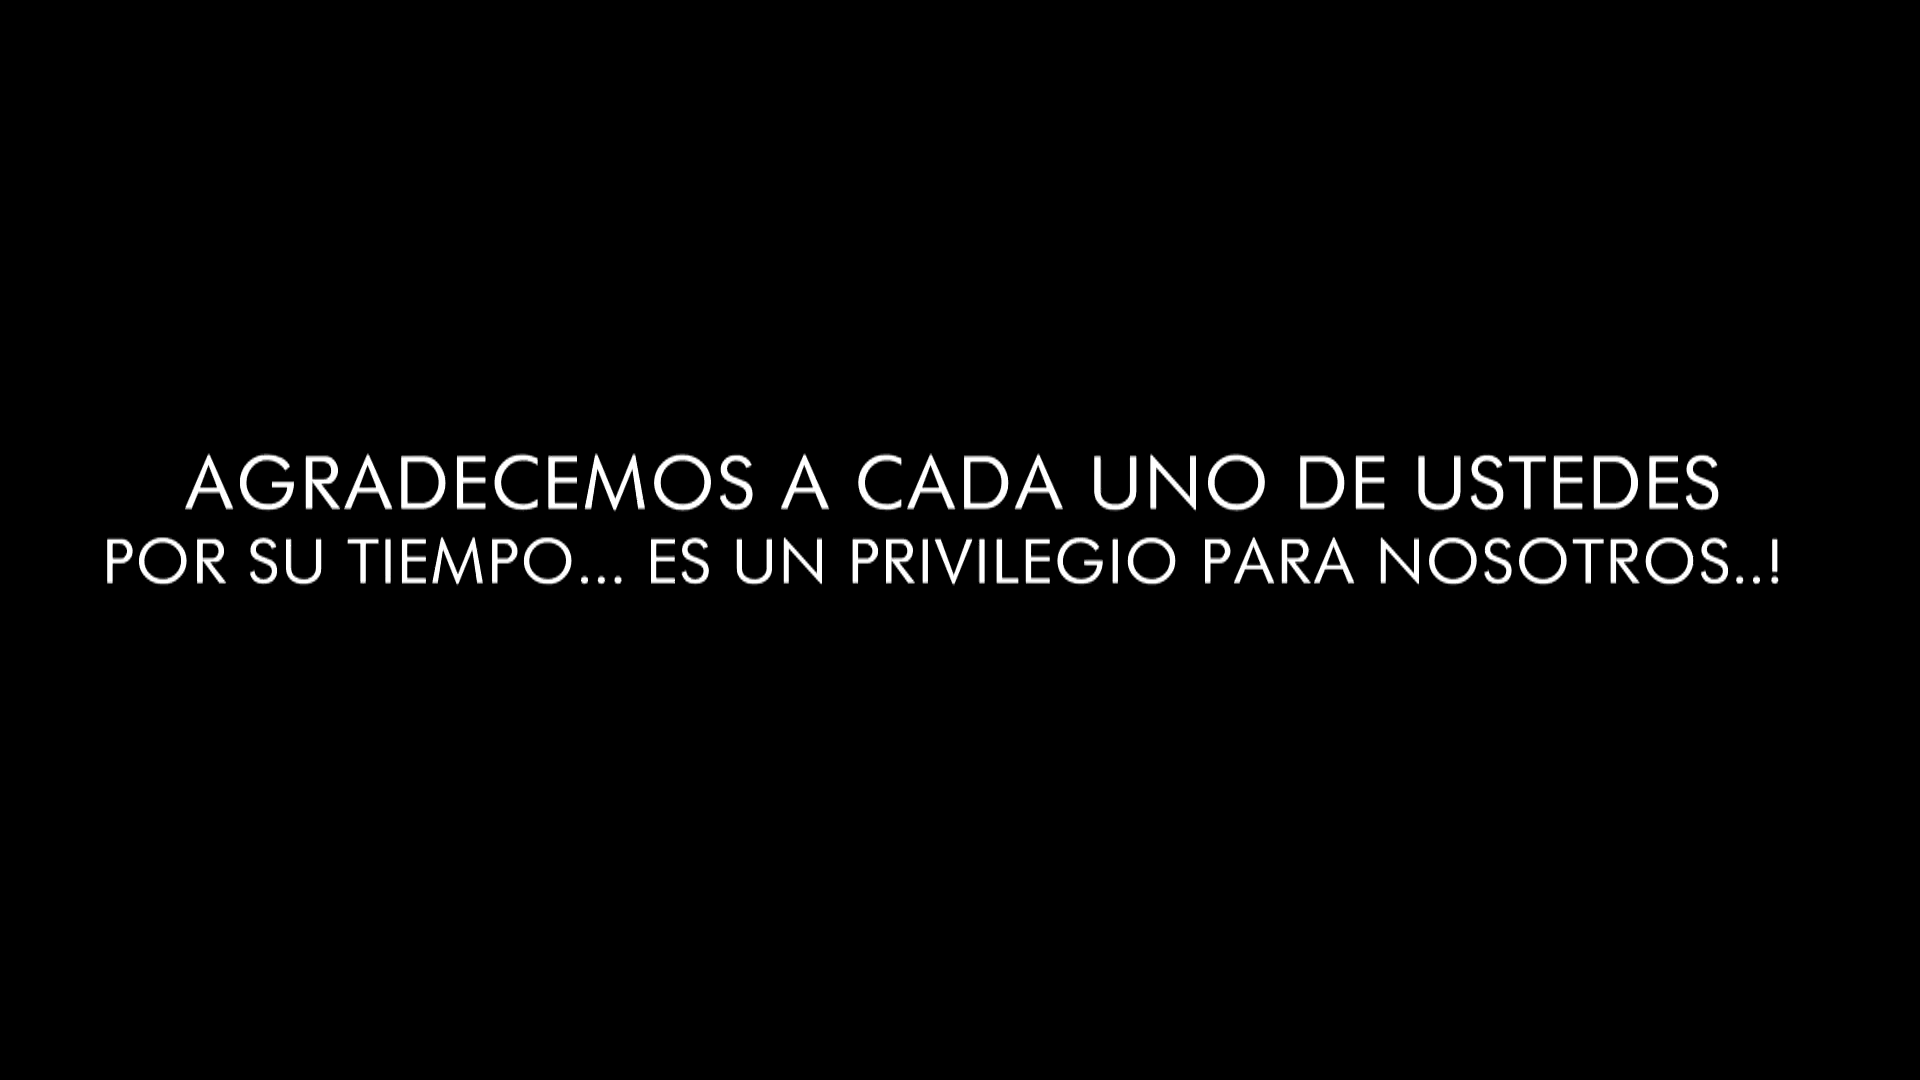 AGRADECEMOS A CADA UNO DE USTEDES
POR SU TIEMPO... ES UN PRIVILEGIO PARA NOSOTROS..!